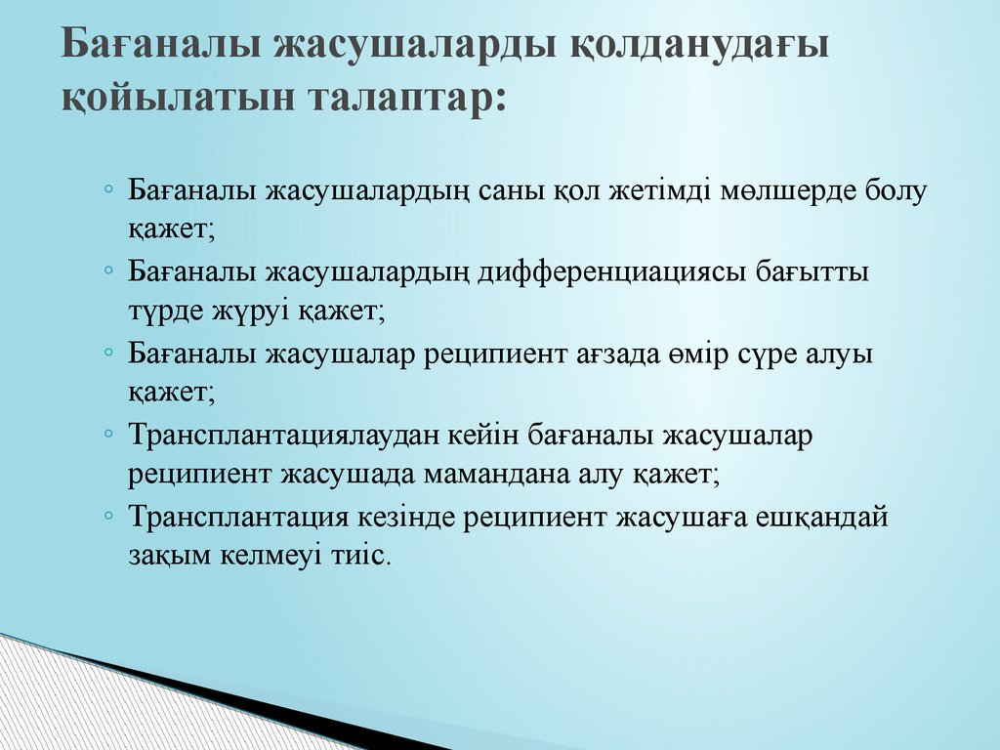 Бағаналы жасушаларды қолданудағы
қойылатын талаптар:
◦ Бағаналы жасушалардың саны қол жетімді мөлшерде болу
қажет;
◦ Бағаналы жасушалардың дифференциациясы бағытты
түрде жүруі қажет;
◦ Бағаналы жасушалар реципиент ағзада өмір сүре алуы
қажет;
◦ Трансплантациялаудан кейін бағаналы жасушалар
реципиент жасушада мамандана алу қажет;
◦ Трансплантация кезінде реципиент жасушаға ешқандай
зақым келмеуі тиіс.